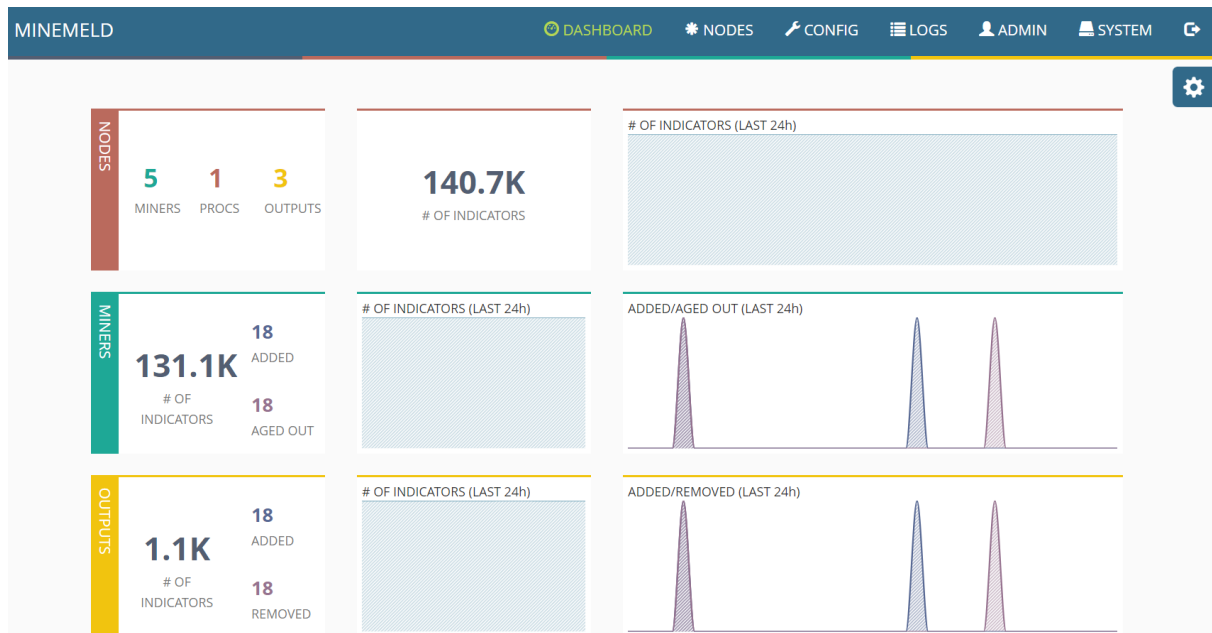 MINEMELD
DASHBOARD NODES CONFIG LOGS ADMIN SYSTEM
NODES
5 1 3
MINERS PROCS OUTPUTS
140.7K
# OF INDICATORS
# OF INDICATORS (LAST 24h)
MINERS
131.1K
# OF
INDICATORS
18
ADDED
18
AGED OUT
# OF INDICATORS (LAST 24h)
ADDED/AGED OUT (LAST 24h)
OUTPUTS
1.1K
# OF
INDICATORS
18
ADDED
18
REMOVED
# OF INDICATORS (LAST 24h)
ADDED/REMOVED (LAST 24h)